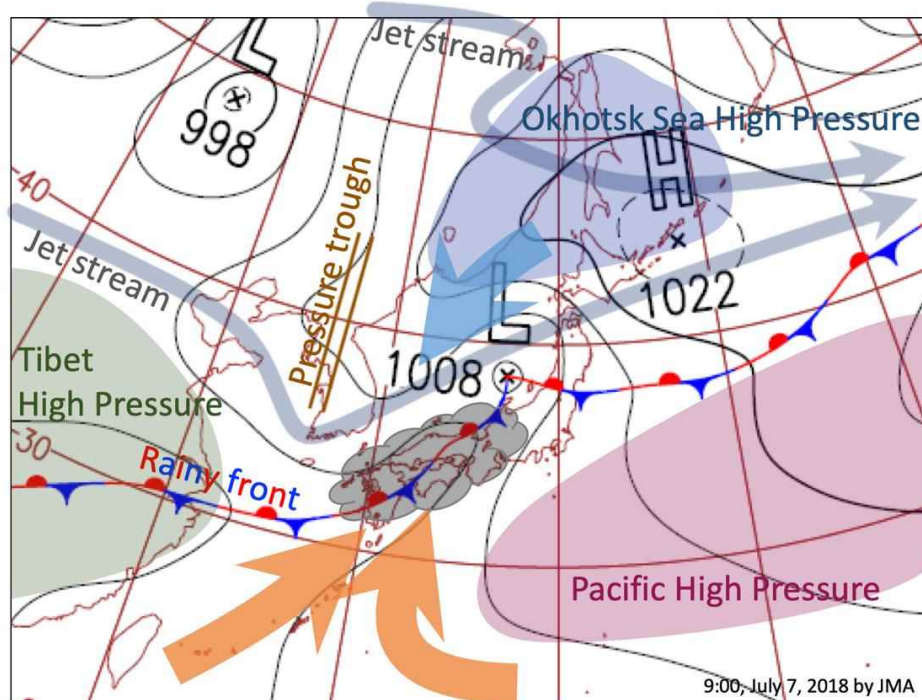 Jet stream
L
998
Okhotsk Sea High Pressure
H
40
Pressure trough
Jet stream
L
1022
Tibet
High Pressure
1008
30
Rainy front
Pacific High Pressure
9:00, July 7, 2018 by JMA